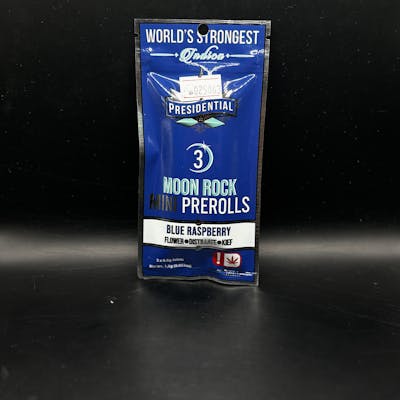 WORLD'S STRONGEST
Indica
PRESIDENTIAL
3
MOON ROCK
MINI PREROLLS
BLUE RASPBERRY
FLOWER DISTILLATE KIEF